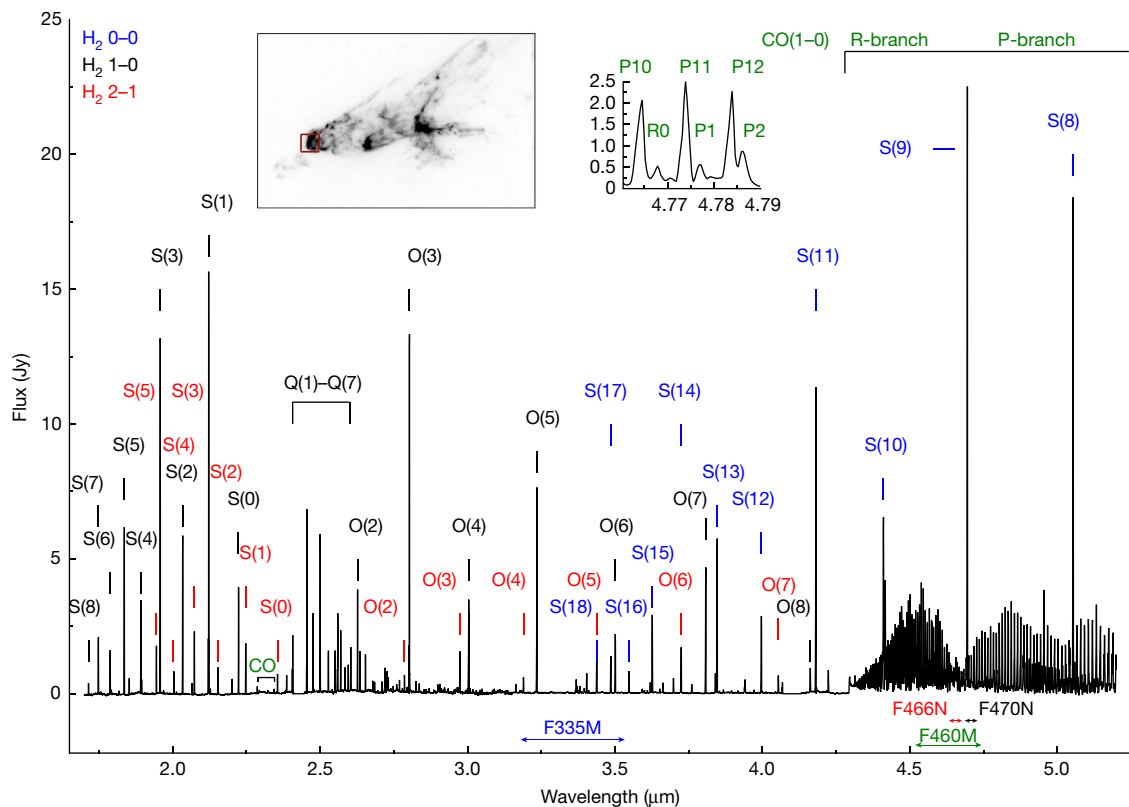 25
20
15
10
5
0
Flux (Jy)
H2 0–0
H2 1–0
H2 2–1
CO(1–0)
R-branch
P-branch
P10
P11
P12
2.5
2.0
1.5
1.0
0.5
0
R0
P1
P2
4.77
4.78
4.79
S(9)
S(8)
S(1)
S(3)
O(3)
S(11)
S(5)
S(3)
Q(1)–Q(7)
S(17)
S(14)
S(5)
S(4)
O(5)
S(10)
S(7)
S(2)
S(2)
S(13)
S(0)
O(7)
S(12)
S(6)
S(4)
O(2)
O(4)
O(6)
S(1)
S(15)
O(3)
O(4)
O(5)
O(6)
O(7)
O(8)
S(8)
S(0)
O(2)
S(18)
S(16)
CO
F335M
F466N
F470N
F460M
2.0
2.5
3.0
3.5
4.0
4.5
5.0
Wavelength (μm)